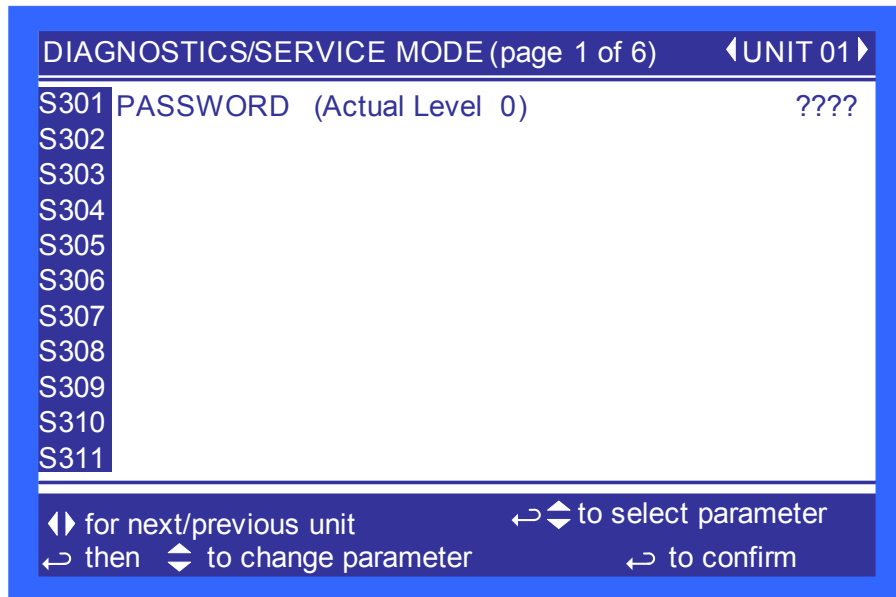 DIAGNOSTICS/SERVICE MODE (page 1 of 6) UNIT 01
S301 PASSWORD (Actual Level 0) ????
S302
S303
S304
S305
S306
S307
S308
S309
S310
S311
for next/previous unit
to select parameter
then to change parameter
to confirm